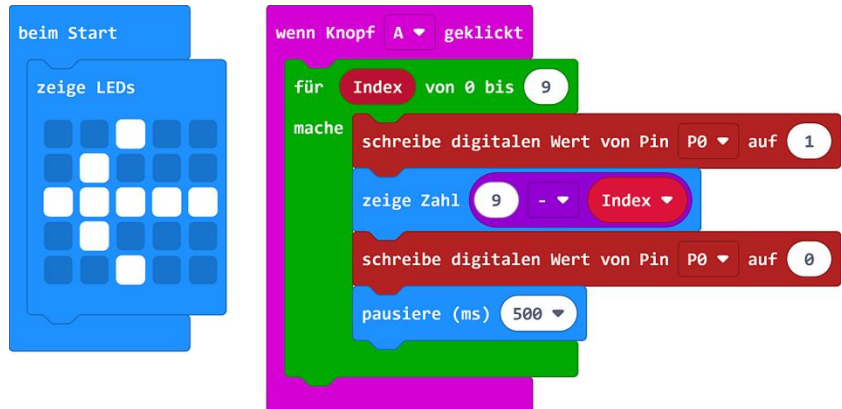 beim Start
zeige LEDs
wenn Knopf A geklickt
für Index von 0 bis 9
mache
schreibe digitalen Wert von Pin P0 auf 1
zeige Zahl 9 - Index
schreibe digitalen Wert von Pin P0 auf 0
pausiere (ms) 500